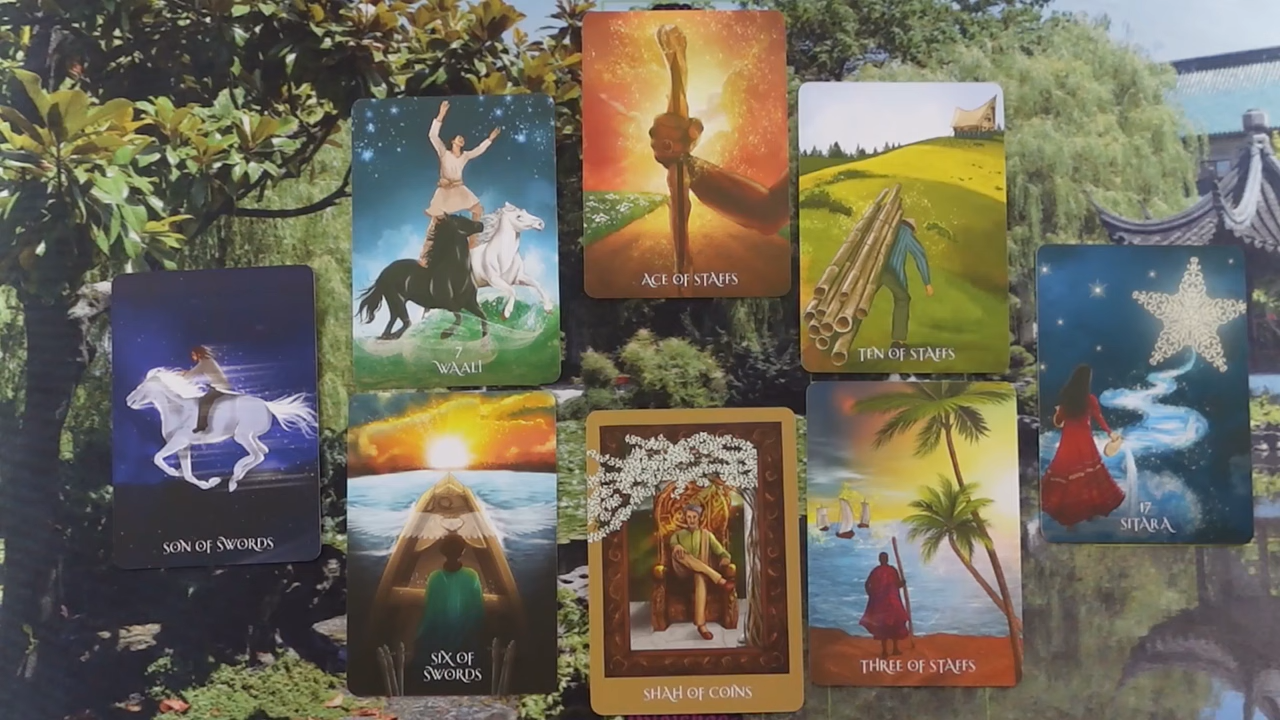 ACE OF STAFFS
7
WAALI
TEN OF STAFFS
SON OF SWORDS
17
SITARA
SIX OF
SWORDS
SHAH OF COINS
THREE OF STAFFS